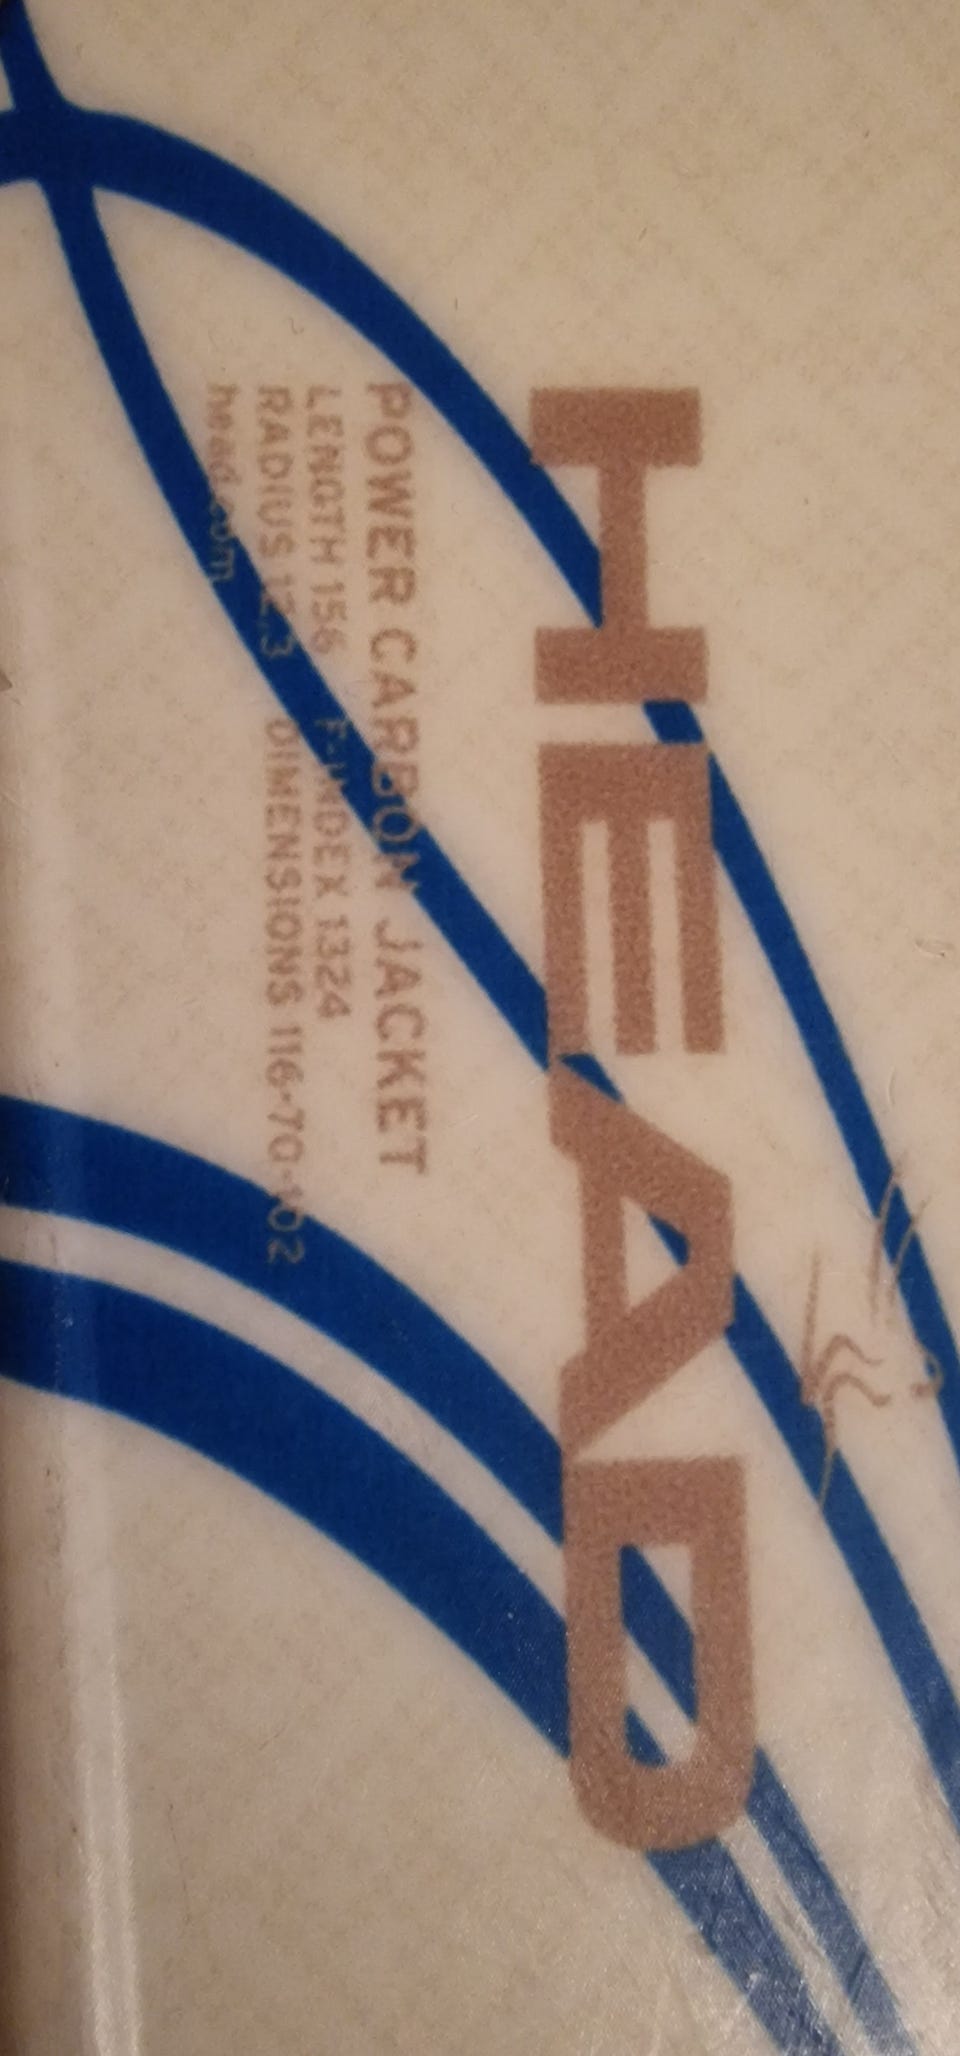 HEAD
POWER CARBON JACKET
LENGTH 156 F-INDEX 1324
RADIUS 12,3 DIMENSIONS 116-70-102
head.com